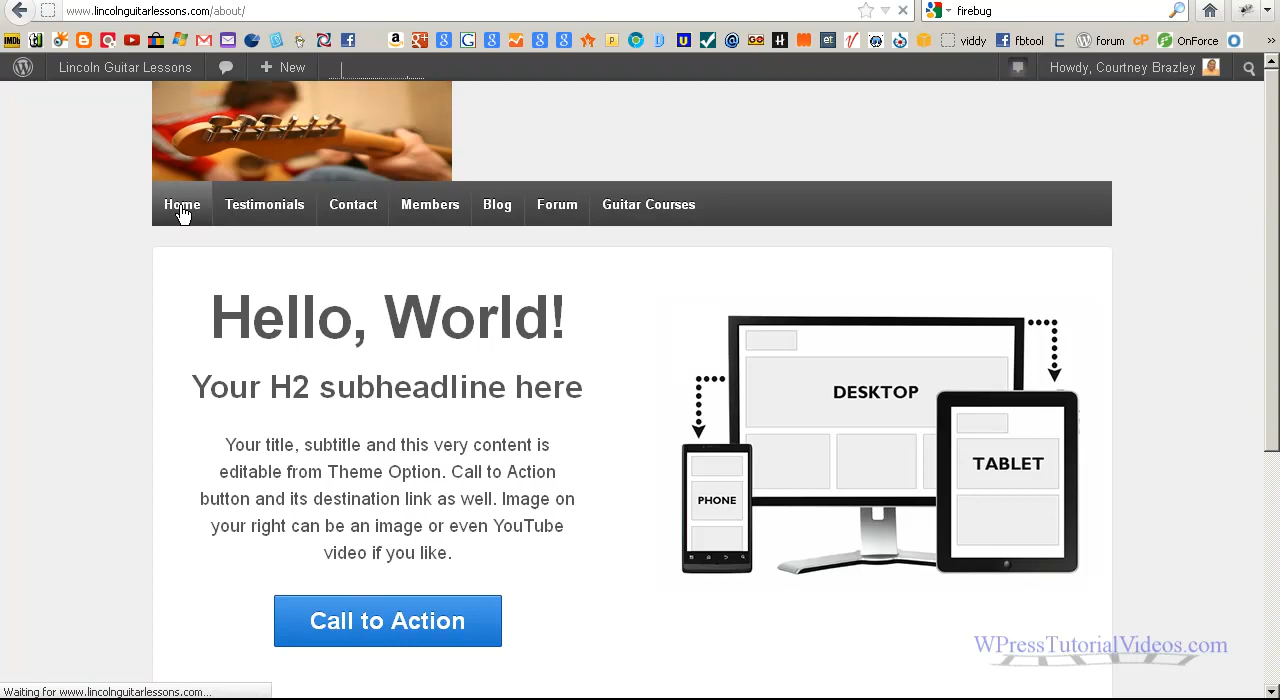 www.lincolnguitarlessons.com/about/
firebug
viddy fbtool forum OnForce
Lincoln Guitar Lessons New Howdy, Courtney Brazley
Home Testimonials Contact Members Blog Forum Guitar Courses
Hello, World!
Your H2 subheadline here
Your title, subtitle and this very content is
editable from Theme Option. Call to Action
button and its destination link as well. Image on
your right can be an image or even YouTube
video if you like.
Call to Action
DESKTOP
TABLET
PHONE
WPressTutorialVideos.com
Waiting for www.lincolnguitarlessons.com...